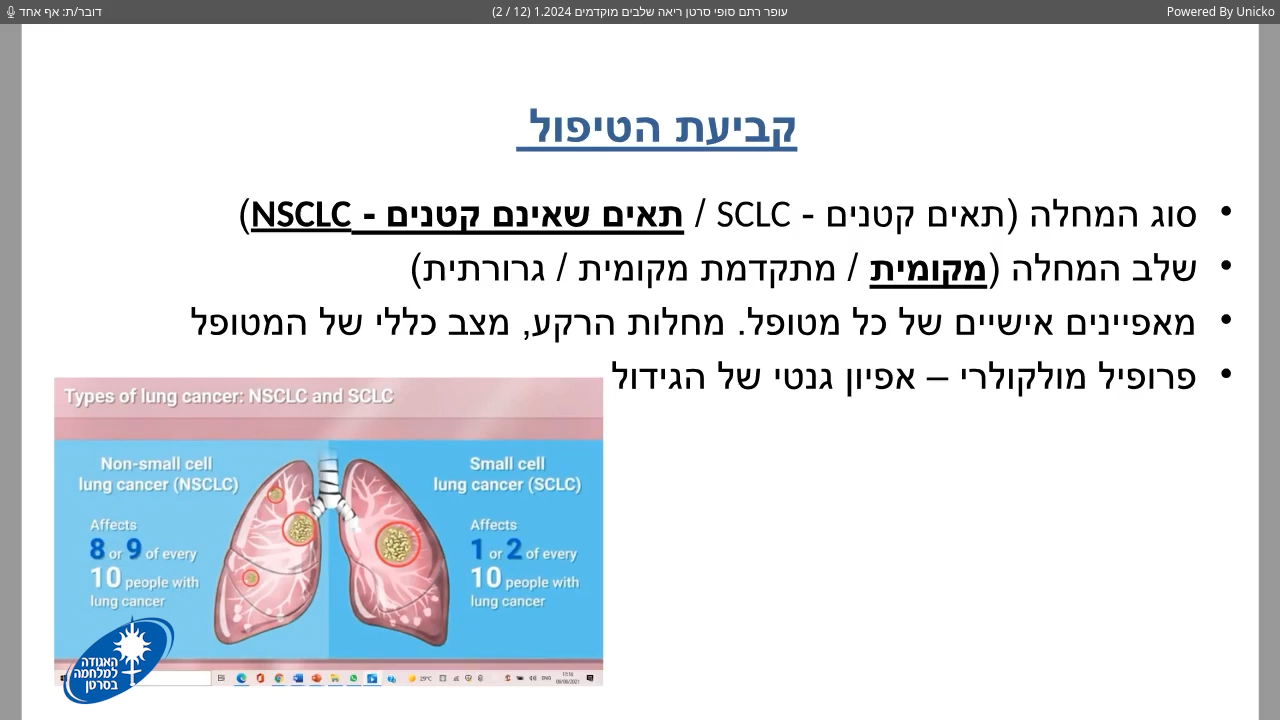 דובר/ת: אף אחד
עופר רתם סופי סרטן ריאה שלבים מוקדמים 1.2024 (12 / 2)
Powered By Unicko
קביעת הטיפול
• סוג המחלה (תאים קטנים - SCLC / תאים שאינם קטנים - NSCLC)
• שלב המחלה (מקומית / מתקדמת מקומית / גרורתית)
• מאפיינים אישיים של כל מטופל. מחלות הרקע, מצב כללי של המטופל
• פרופיל מולקולרי – אפיון גנטי של הגידול
Types of lung cancer: NSCLC and SCLC
Non-small cell
lung cancer (NSCLC)
Affects
8 or 9 of every
10 people with
lung cancer
Small cell
lung cancer (SCLC)
Affects
1 or 2 of every
10 people with
lung cancer
האגודה
למלחמה
בסרטן
29°C
ENG